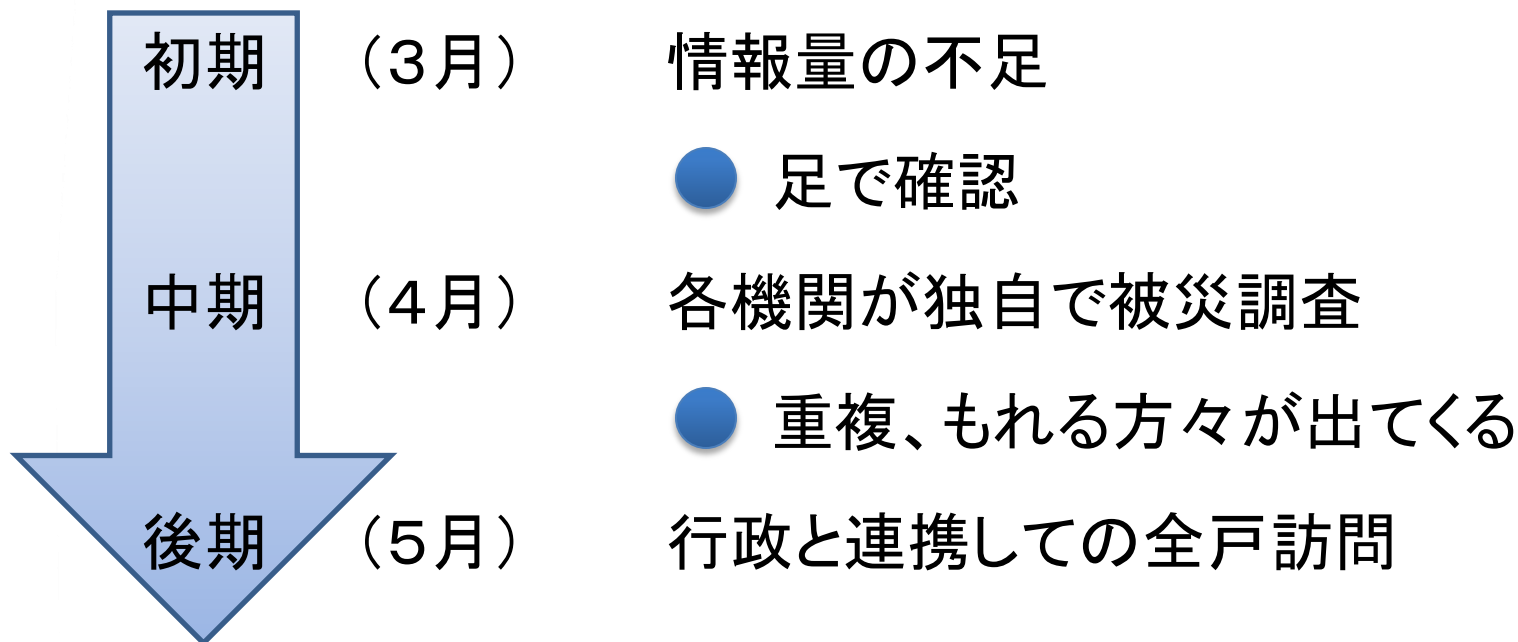 初期 （３月） 情報量の不足
足で確認
中期 （４月） 各機関が独自で被災調査
重複、もれる方々が出てくる
後期 （５月） 行政と連携しての全戸訪問